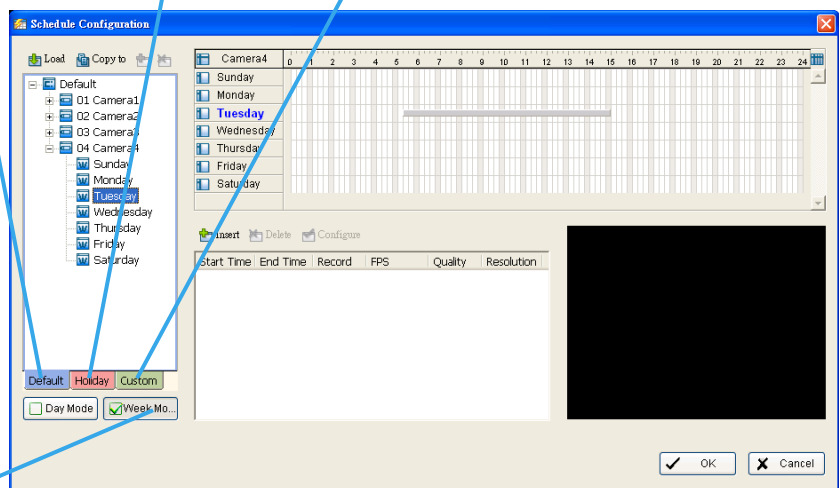 Schedule Configuration
Load Copy to
Default
01 Camera1
02 Camera2
03 Camera3
04 Camera4
Sunday
Monday
Tuesday
Wednesday
Thursday
Friday
Saturday
Default Holiday Custom
Day Mode Week Mo...
Camera4 0 1 2 3 4 5 6 7 8 9 10 11 12 13 14 15 16 17 18 19 20 21 22 23 24
Sunday
Monday
Tuesday
Wednesday
Thursday
Friday
Saturday
Insert Delete Configure
Start Time End Time Record FPS Quality Resolution
OK Cancel